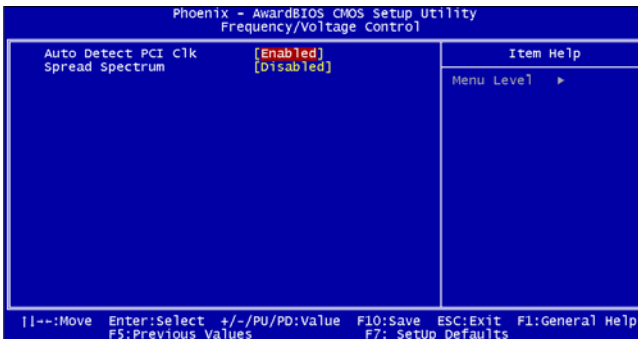 Phoenix - AwardBIOS CMOS Setup Utility
Frequency/Voltage Control
Auto Detect PCI Clk [Enabled]
Spread Spectrum [Disabled]
Item Help
Menu Level ►
↑↓→←:Move Enter:Select +/-/PU/PD:Value F10:Save ESC:Exit F1:General Help
F5:Previous Values F7: SetUp Defaults